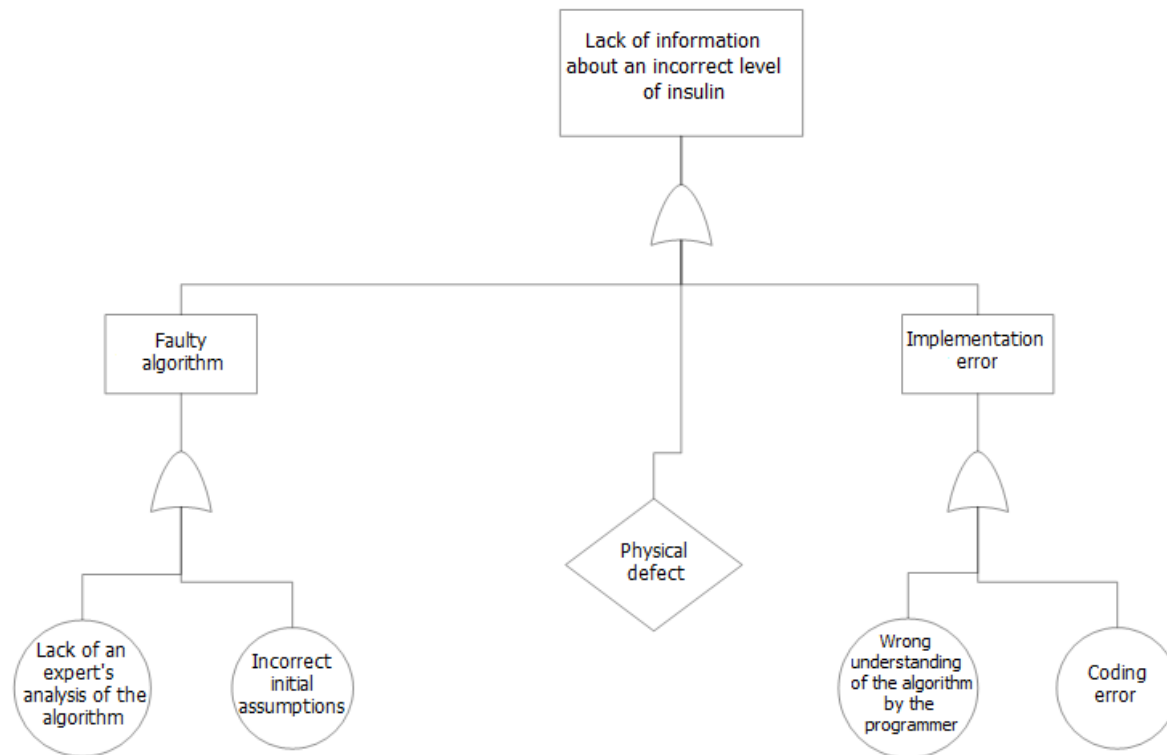 Lack of information
about an incorrect level
of insulin
Faulty
algorithm
Implementation
error
Physical
defect
Lack of an
expert's
analysis of the
algorithm
Incorrect
initial
assumptions
Wrong
understanding
of the algorithm
by the
programmer
Coding
error